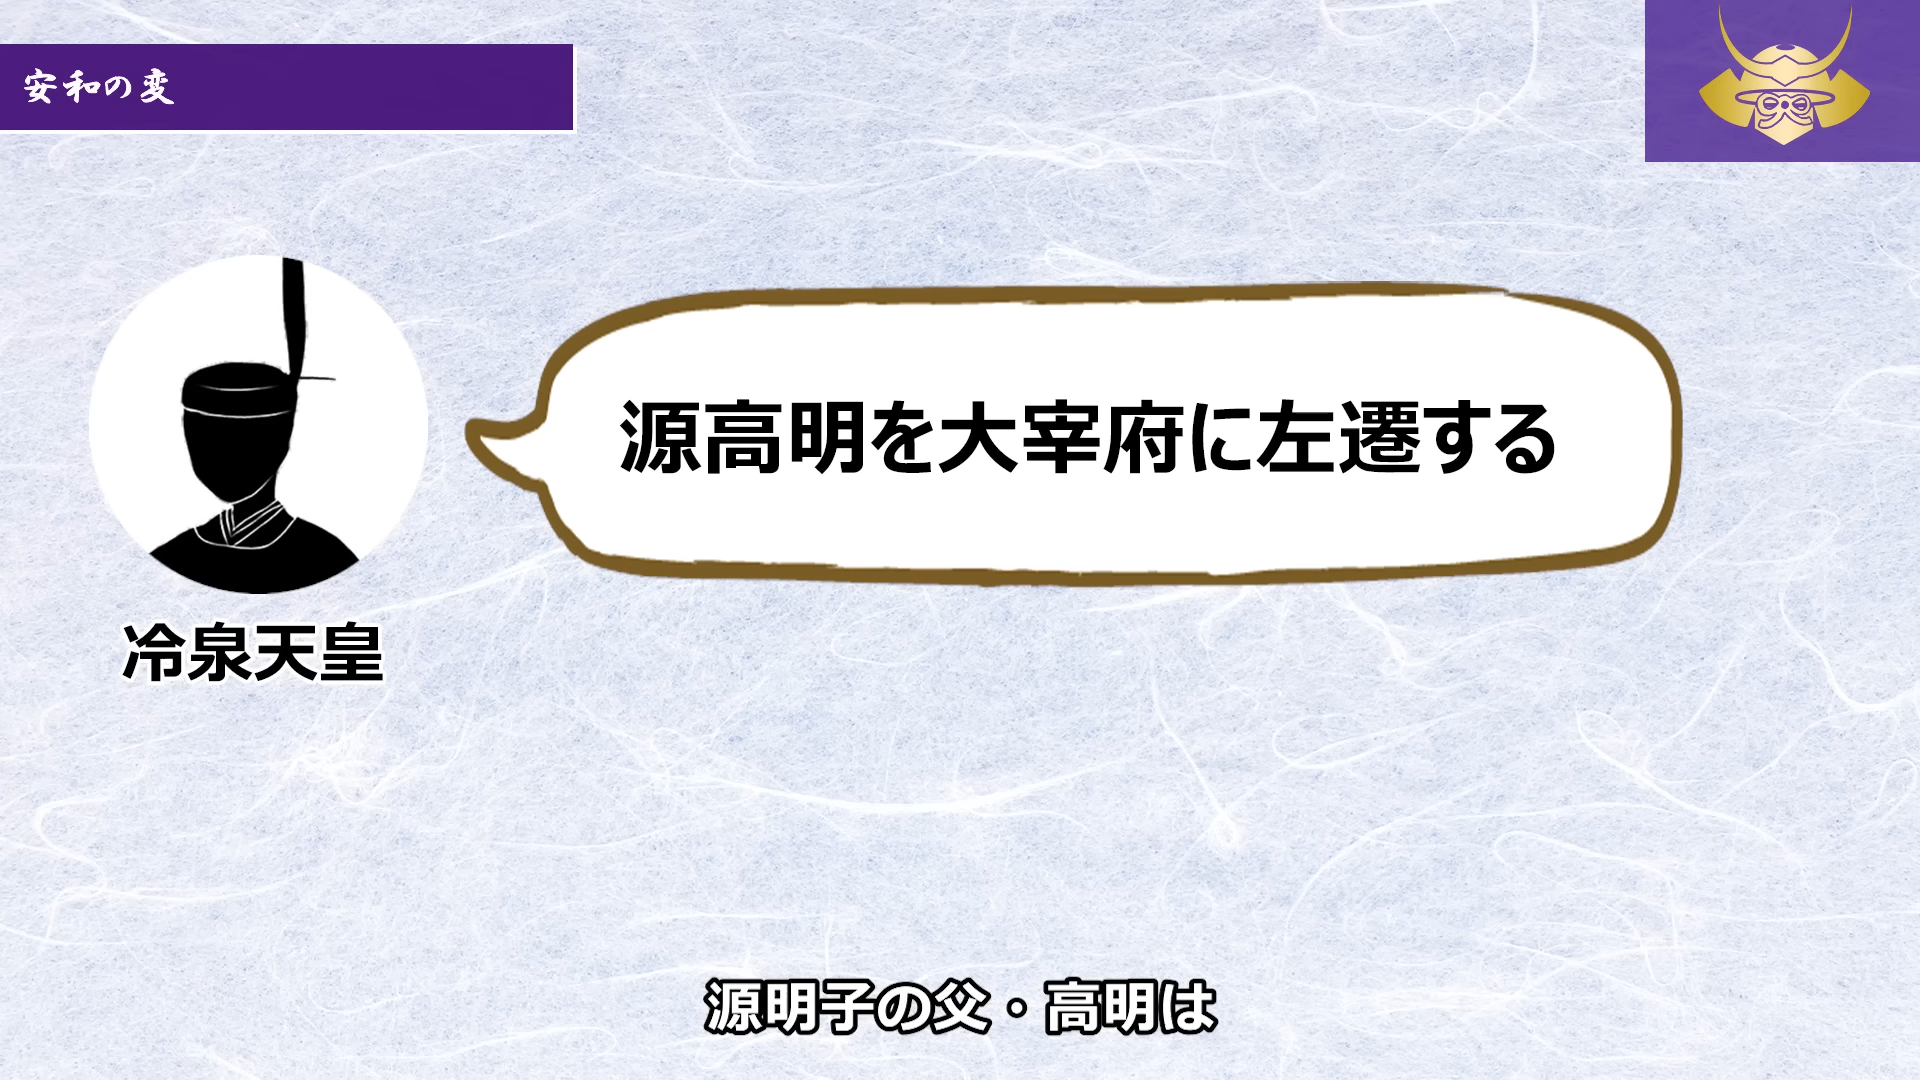 安和の変
源高明を大宰府に左遷する
冷泉天皇
源明子の父・高明は